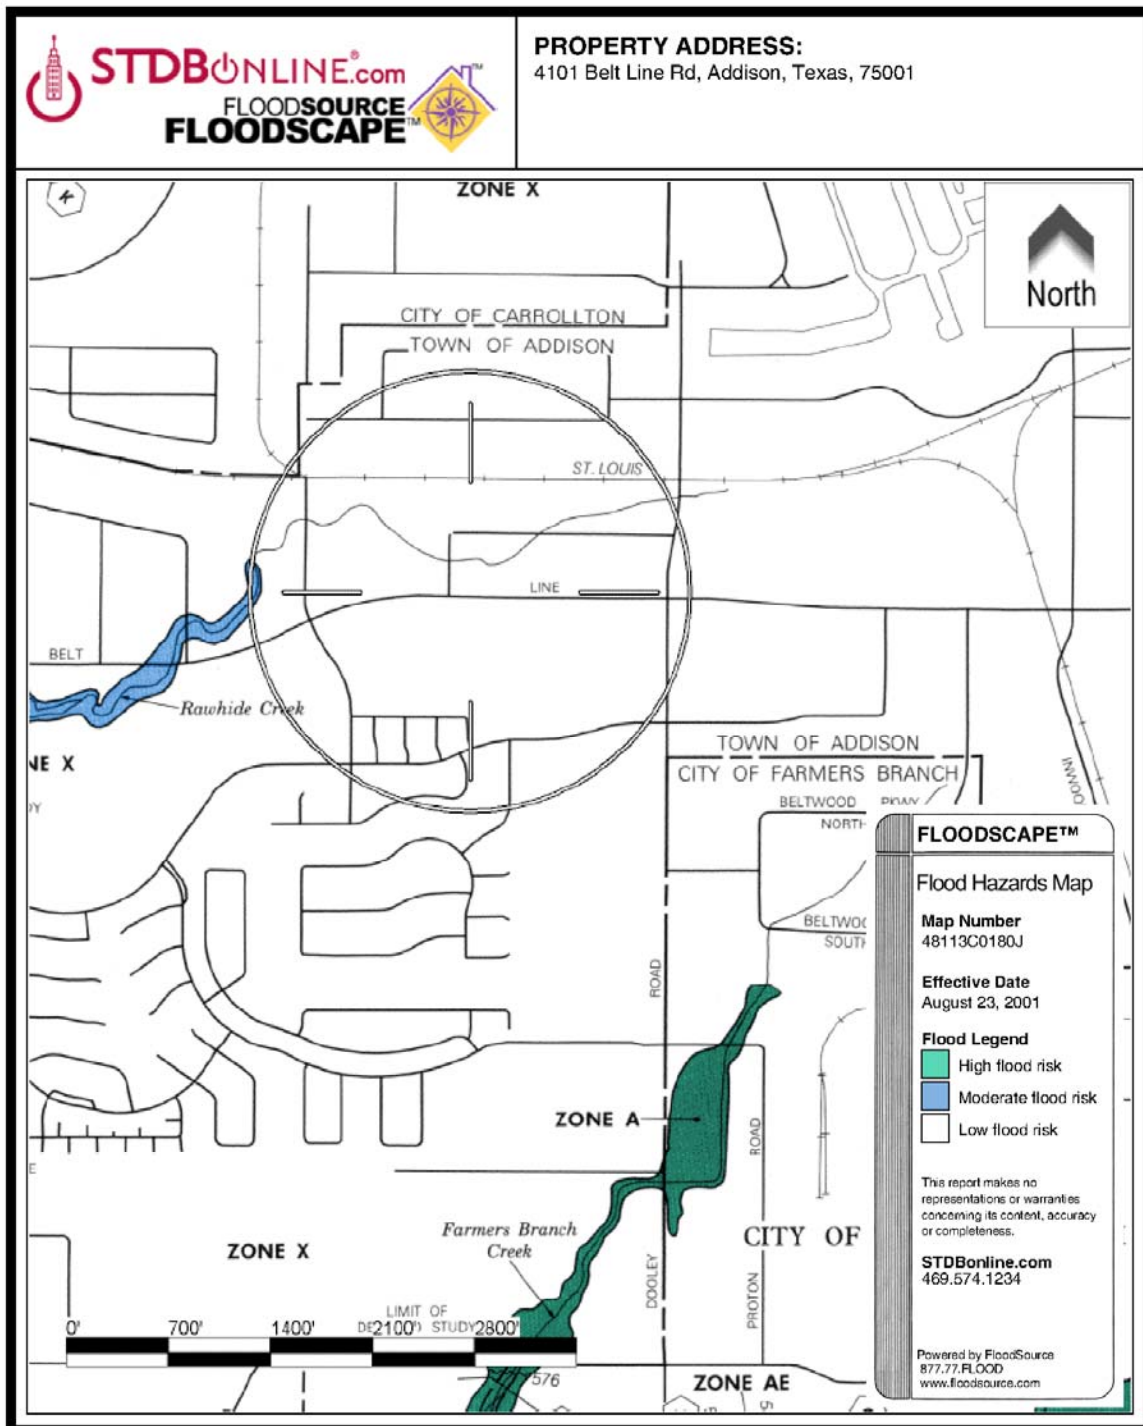 STDBONLINE®.com
FLOODSOURCE
FLOODSCAPE™
PROPERTY ADDRESS:
4101 Belt Line Rd, Addison, Texas, 75001
K
ZONE X
North
CITY OF CARROLLTON
TOWN OF ADDISON
ST. LOUIS
LINE
BELT
Rawhide Creek
NE X
TOWN OF ADDISON
CITY OF FARMERS BRANCH
INWOOD
BELTWOOD PKWY
NORTH
BELTWOO
SOUTH
ROAD
ZONE A
ROAD
Farmers Branch
Creek
ZONE X
CITY OF
DOOLEY
PROTON
LIMIT OF
STUDY
0' 700' 1400' 2100' 2800'
576
ZONE AE
FLOODSCAPE™
Flood Hazards Map
Map Number
48113C0180J
Effective Date
August 23, 2001
Flood Legend
High flood risk
Moderate flood risk
Low flood risk
This report makes no
representations or warranties
concerning its content, accuracy
or completeness.
STDBonline.com
469.574.1234
Powered by FloodSource
877.77.FLOOD
www.floodsource.com